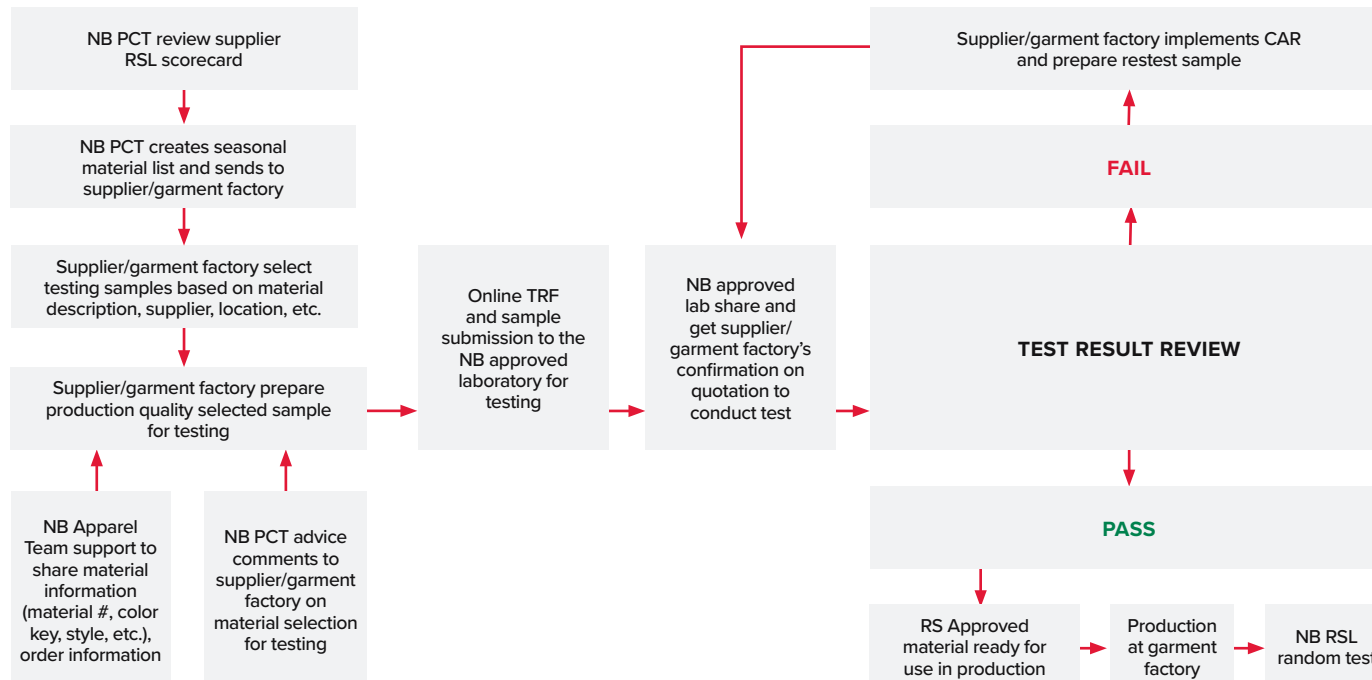 NB PCT review supplier
RSL scorecard
NB PCT creates seasonal
material list and sends to
supplier/garment factory
Supplier/garment factory select
testing samples based on material
description, supplier, location, etc.
Supplier/garment factory prepare
production quality selected sample
for testing
NB Apparel
Team support to
share material
information
(material #, color
key, style, etc.),
order information
NB PCT advice
comments to
supplier/garment
factory on
material selection
for testing
Online TRF
and sample
submission to the
NB approved
laboratory for
testing
NB approved
lab share and
get supplier/
garment factory’s
confirmation on
quotation to
conduct test
Supplier/garment factory implements CAR
and prepare restest sample
FAIL
TEST RESULT REVIEW
PASS
RS Approved
material ready for
use in production
Production
at garment
factory
NB RSL
random test